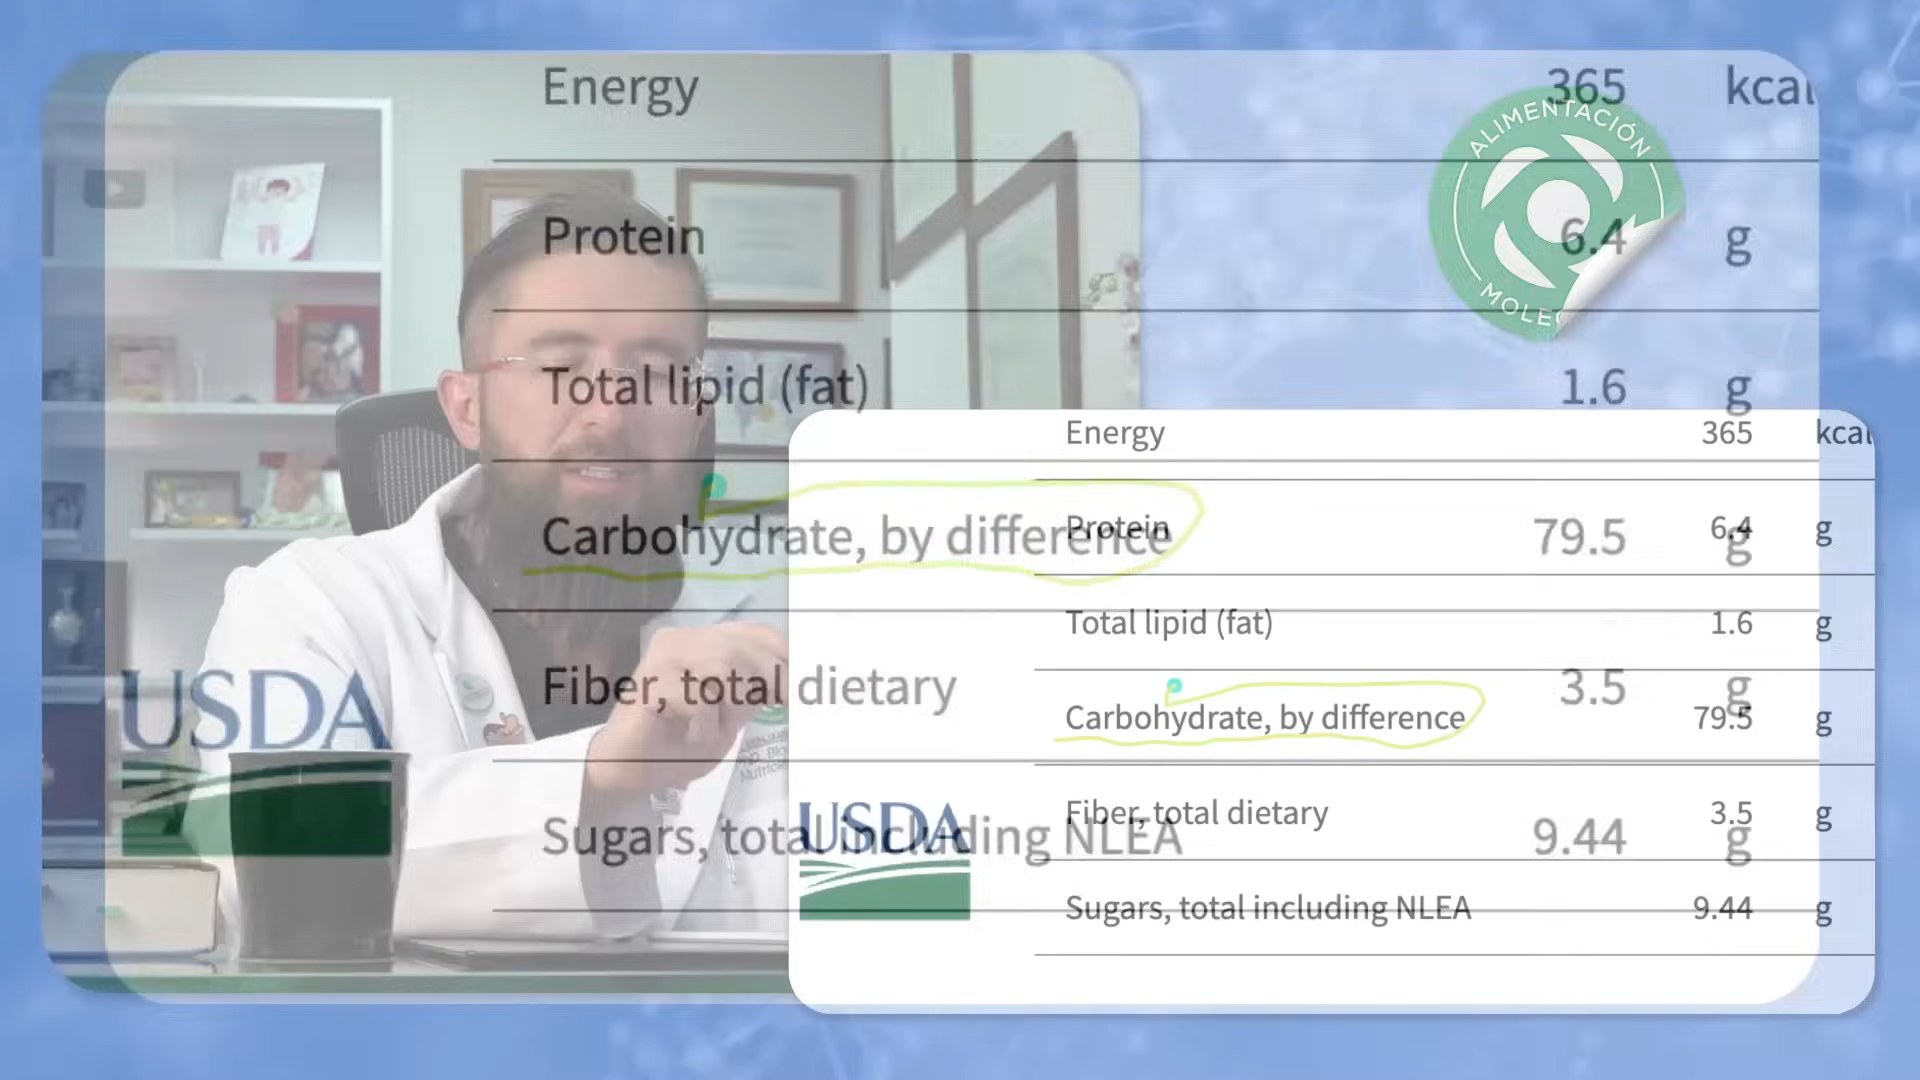 Energy 365 kcal
Protein 6.4 g
Total lipid (fat) 1.6 g
Carbohydrate, by difference 79.5 g
Fiber, total dietary 3.5 g
Sugars, total including NLEA 9.44 g
USDA
ALIMENTACIÓN
MOLEC
Energy 365 kcal
Protein 6.4 g
Total lipid (fat) 1.6 g
Carbohydrate, by difference 79.5 g
Fiber, total dietary 3.5 g
Sugars, total including NLEA 9.44 g
USDA